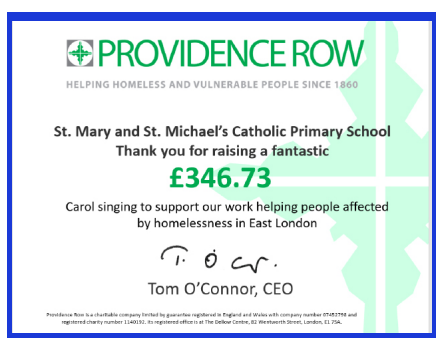 PROVIDENCE ROW
HELPING HOMELESS AND VULNERABLE PEOPLE SINCE 1860
St. Mary and St. Michael's Catholic Primary School
Thank you for raising a fantastic
£346.73
Carol singing to support our work helping people affected
by homelessness in East London
T. O'C.
Tom O'Connor, CEO
Providence Row is a charitable company limited by guarantee registered in England and Wales with company number 07452798 and
registered charity number 1140192. Its registered office is at The Dellow Centre, 82 Wentworth Street, London, E1 7SA.